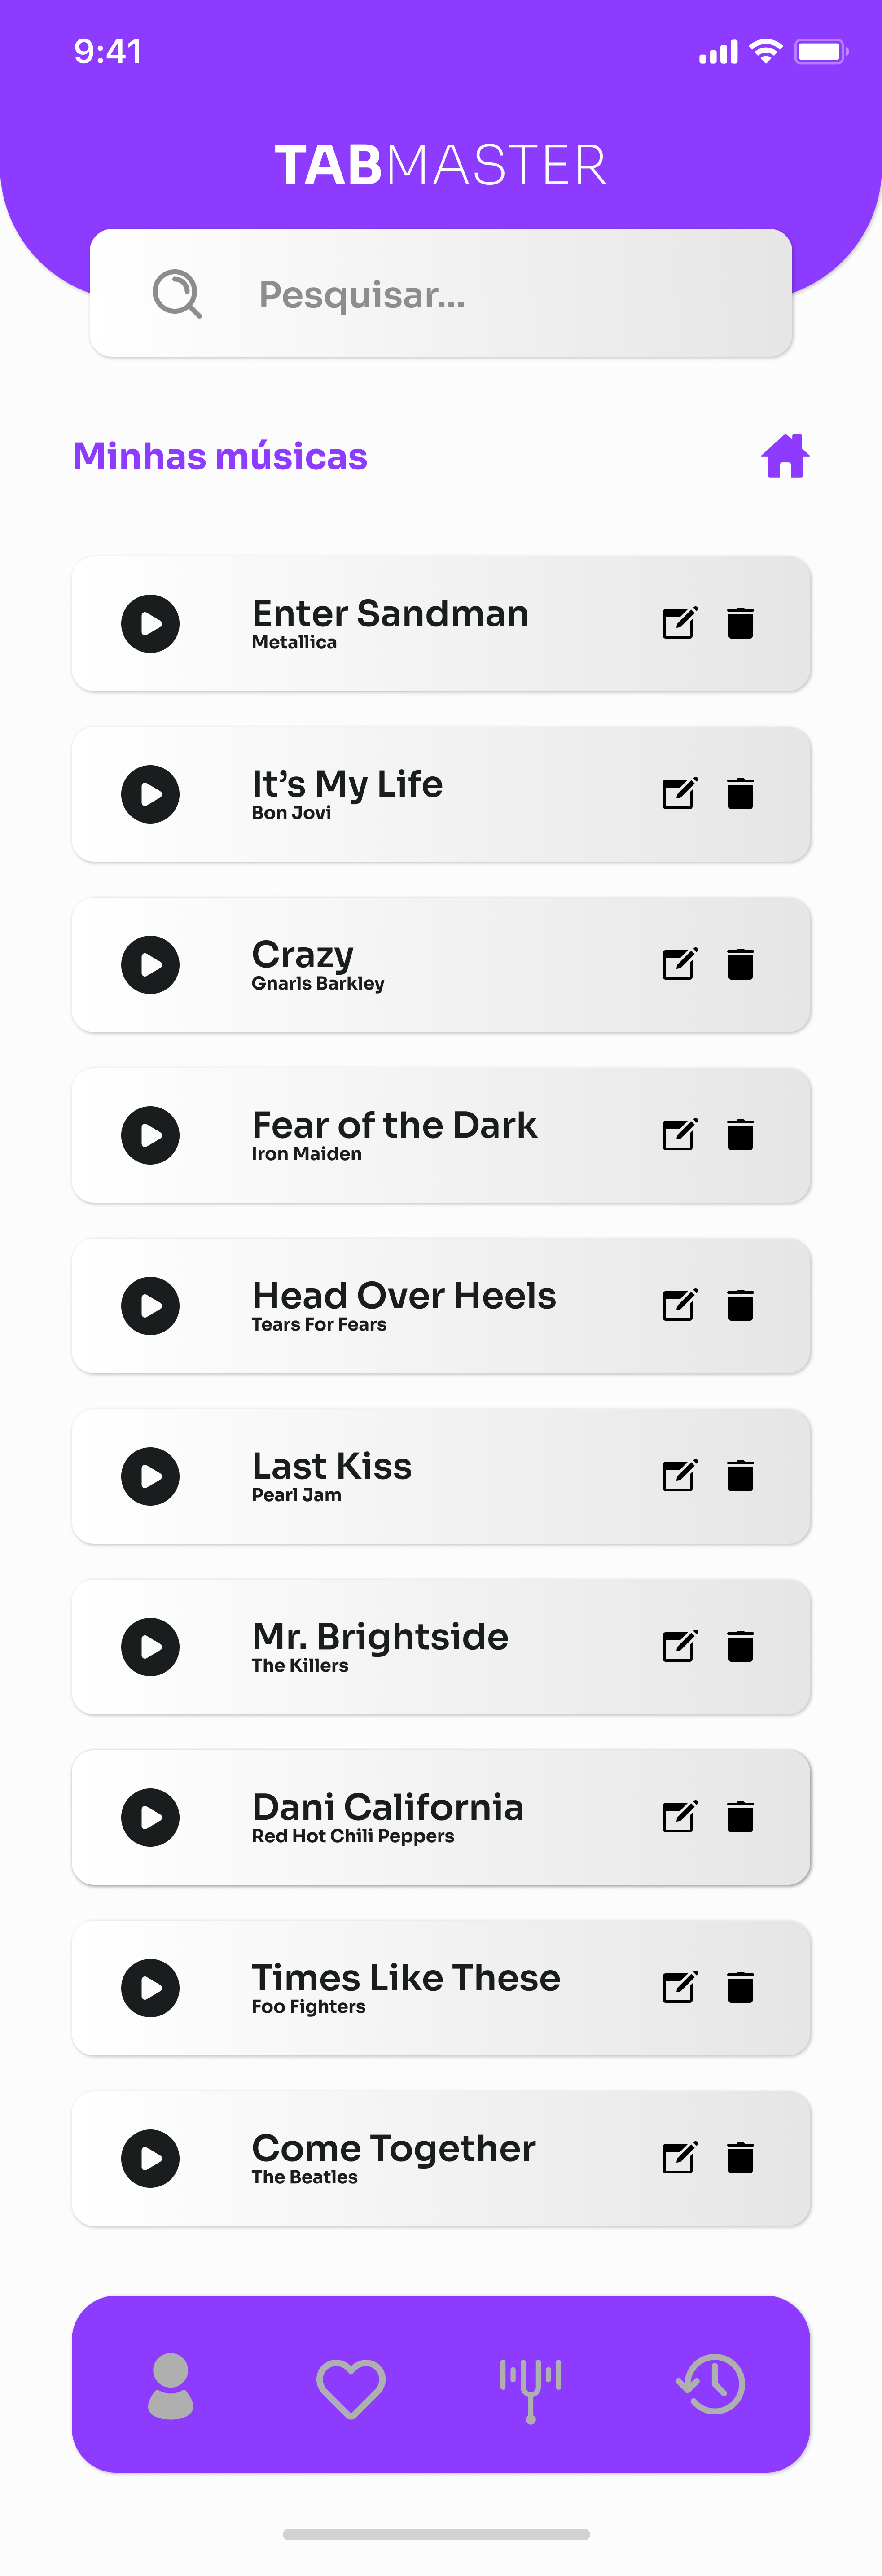 9:41
TABMASTER
Pesquisar...
Minhas músicas
Enter Sandman
Metallica
It’s My Life
Bon Jovi
Crazy
Gnarls Barkley
Fear of the Dark
Iron Maiden
Head Over Heels
Tears For Fears
Last Kiss
Pearl Jam
Mr. Brightside
The Killers
Dani California
Red Hot Chili Peppers
Times Like These
Foo Fighters
Come Together
The Beatles